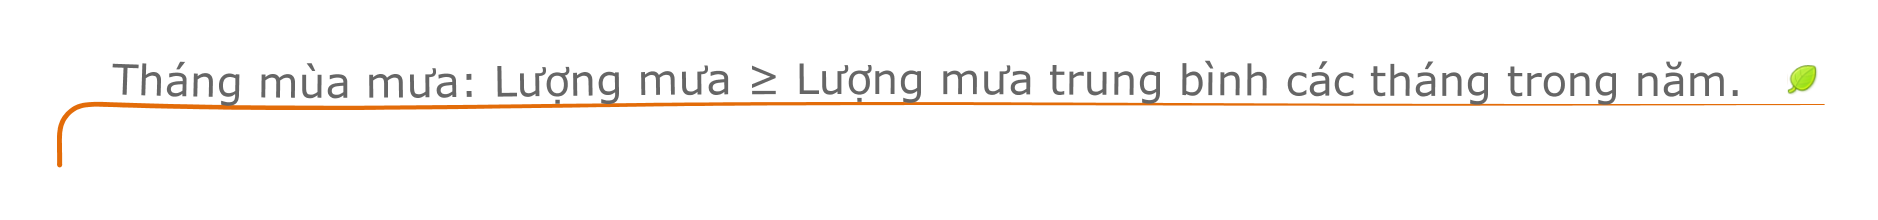 Tháng mùa mưa: Lượng mưa ≥ Lượng mưa trung bình các tháng trong năm.